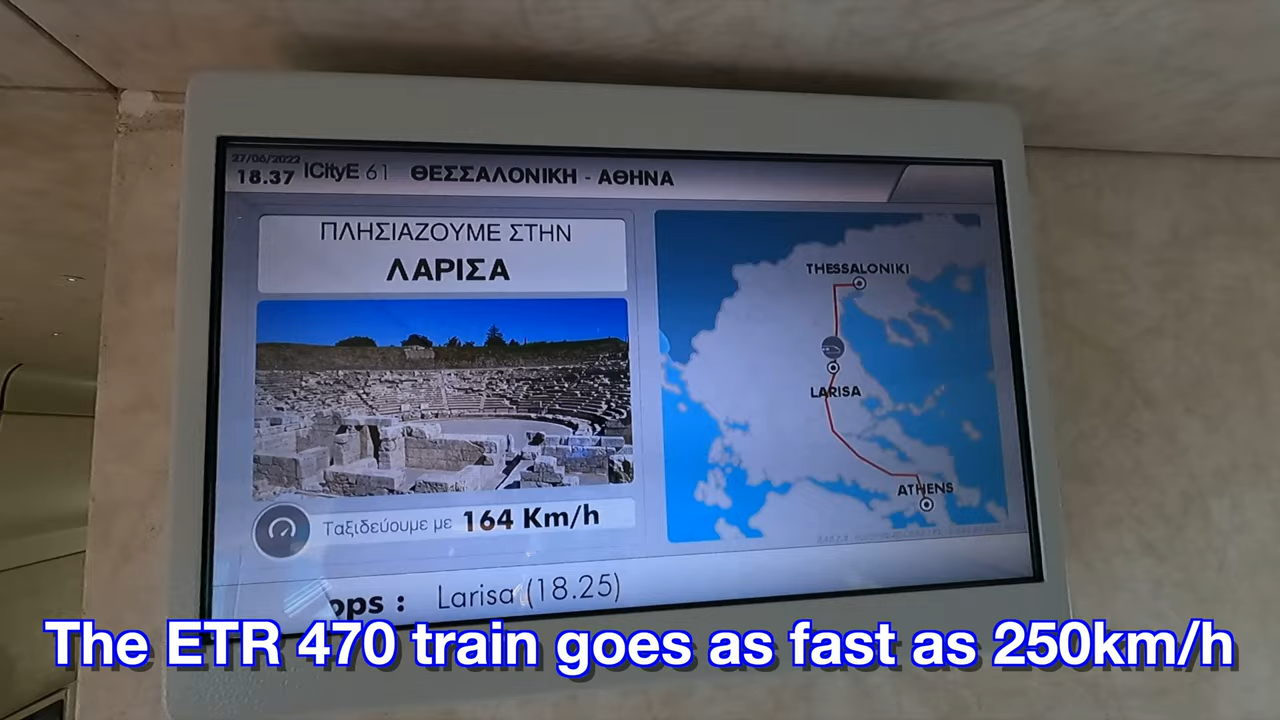 27/06/2022
18.37 ICityE 61 ΘΕΣΣΑΛΟΝΙΚΗ - ΑΘΗΝΑ
ΠΛΗΣΙΑΖΟΥΜΕ ΣΤΗΝ
ΛΑΡΙΣΑ
THESSALONIKI
LARISA
ATHENS
Ταξιδεύουμε με 164 Km/h
ops : Larisa (18.25)
The ETR 470 train goes as fast as 250km/h